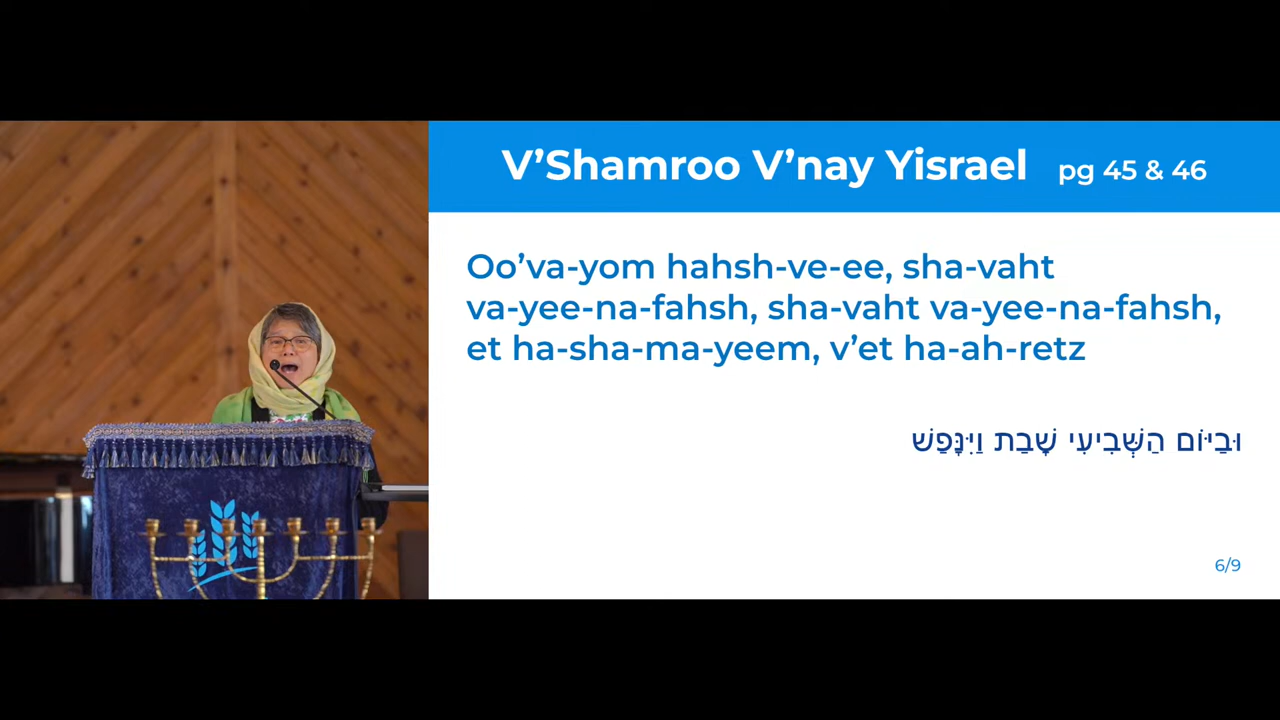 V’Shamroo V’nay Yisrael pg 45 & 46
Oo’va-yom hahsh-ve-ee, sha-vaht
va-yee-na-fahsh, sha-vaht va-yee-na-fahsh,
et ha-sha-ma-yeem, v’et ha-ah-retz
וּבַיּוֹם הַשְּׁבִיעִי שָׁבַת וַיִּנָּפַשׁ
6/9